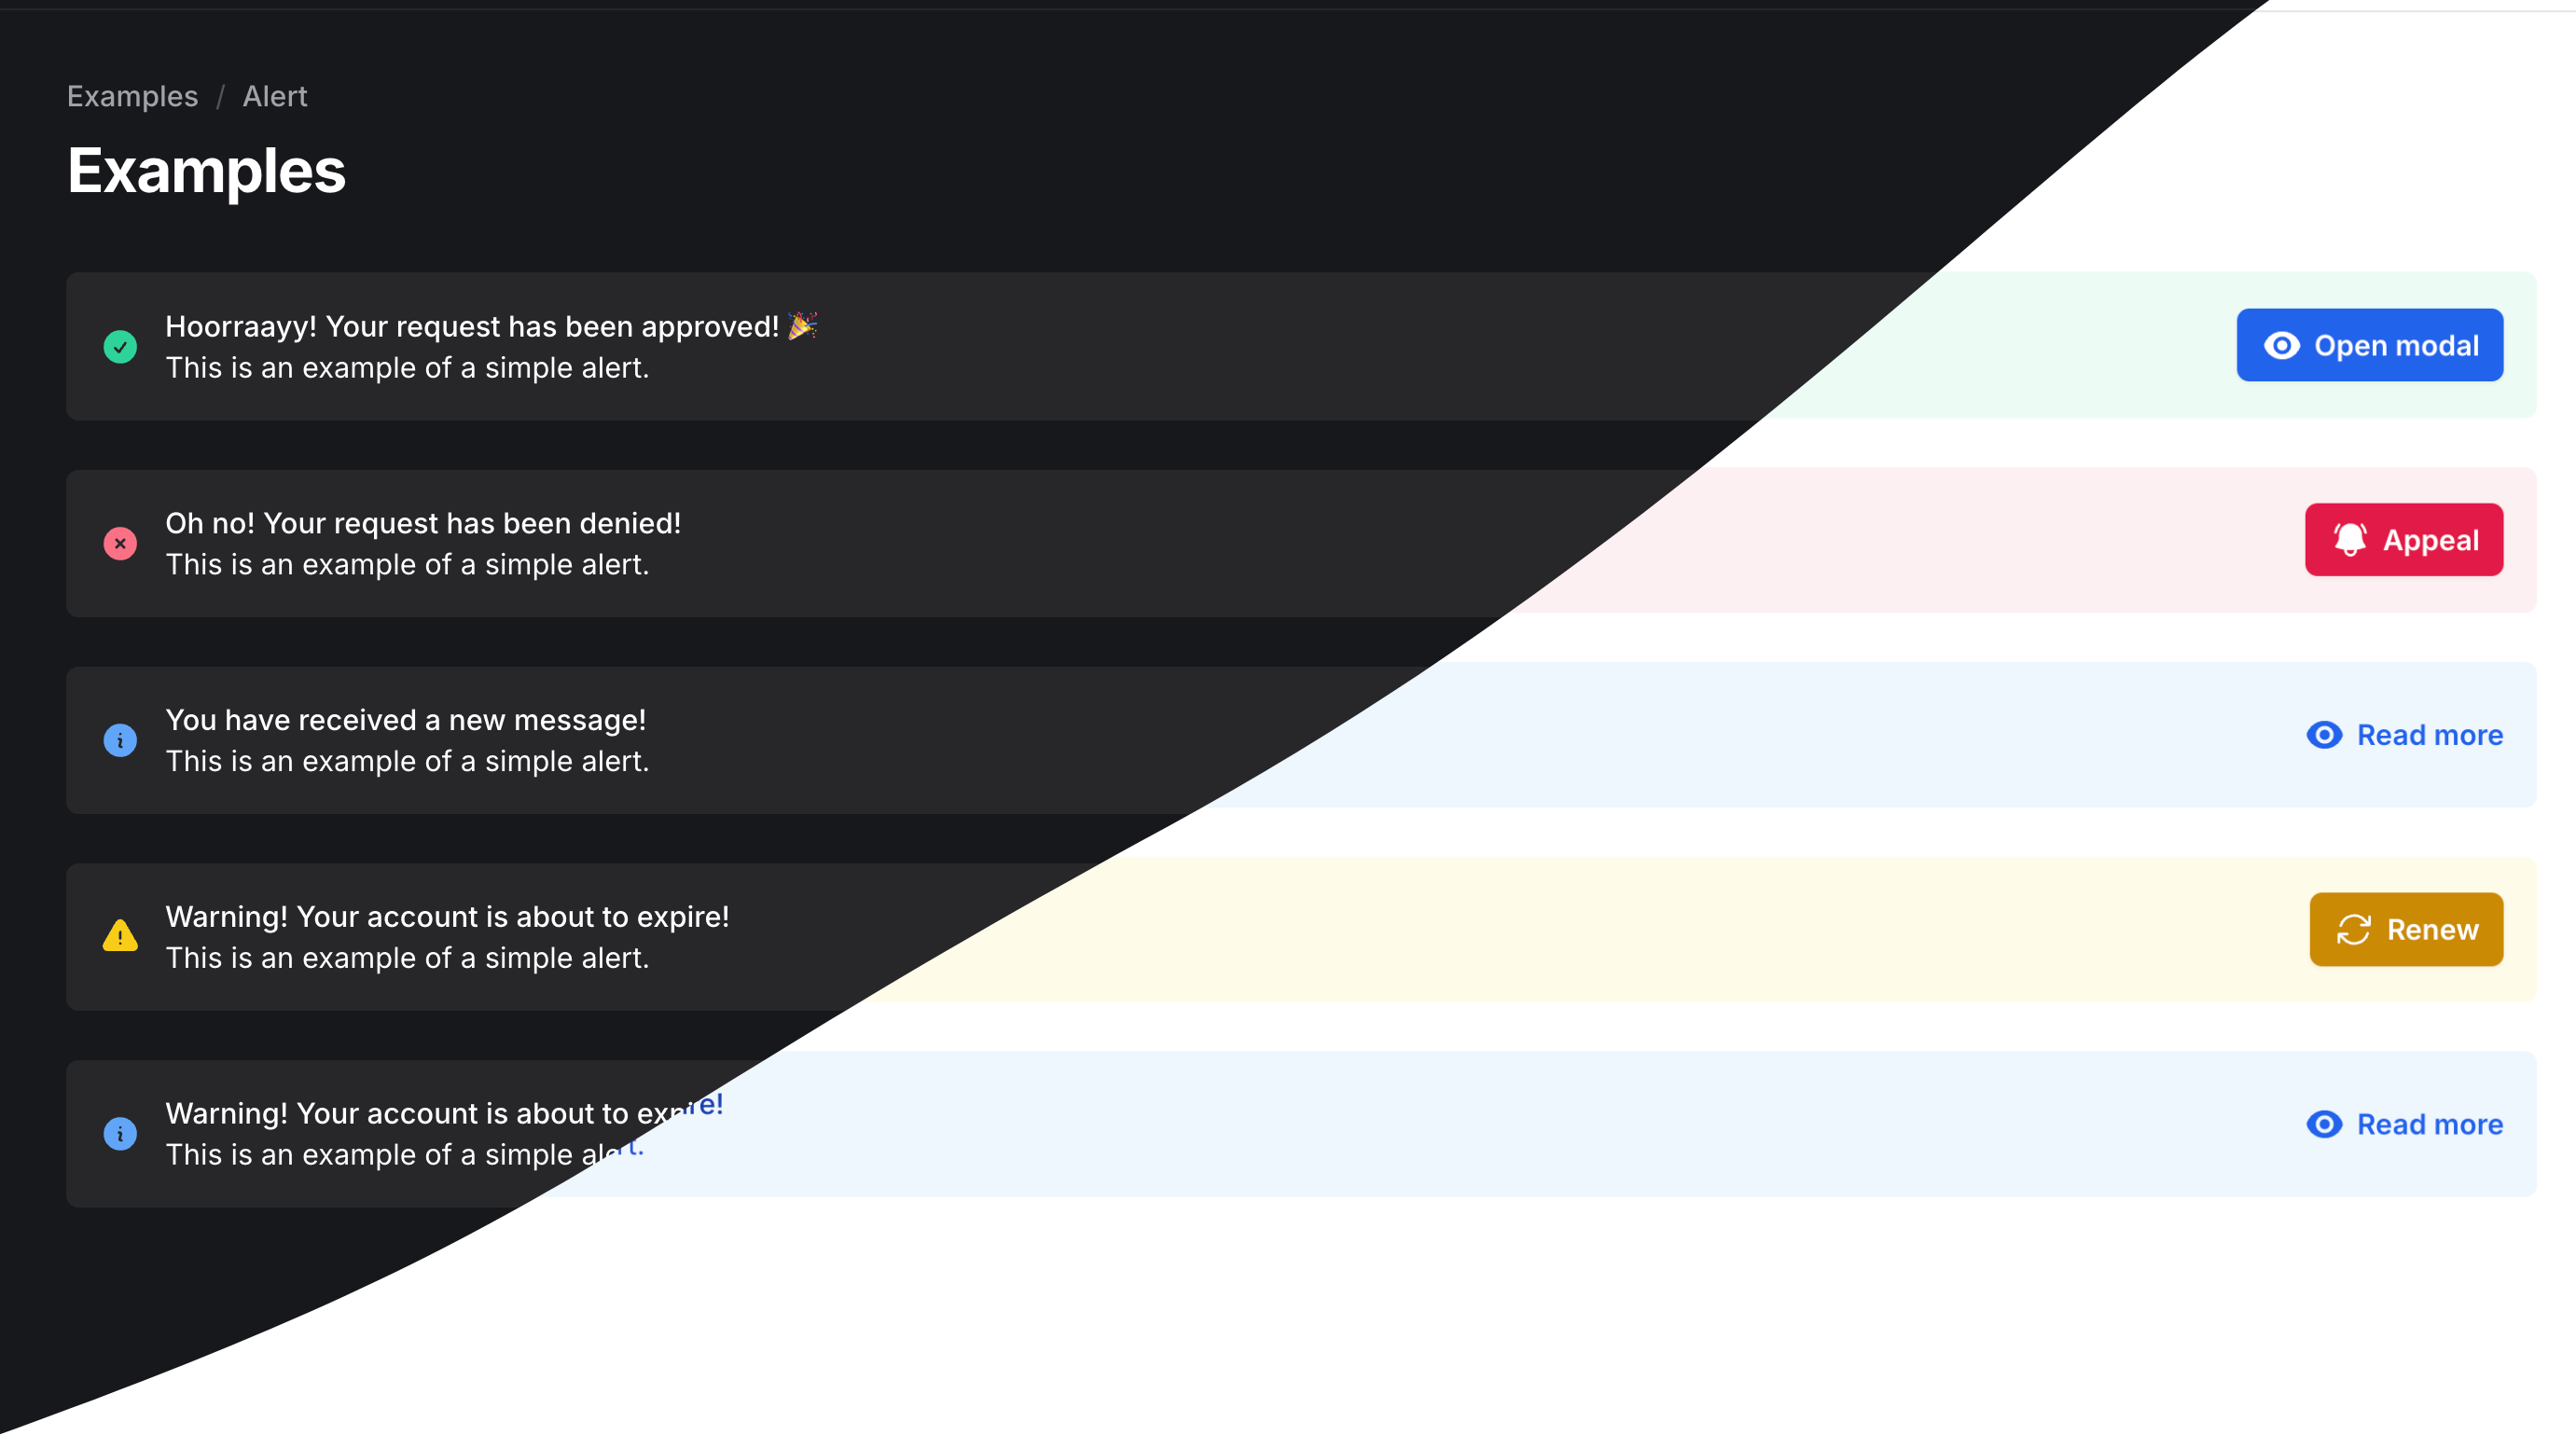 Examples / Alert
Examples
Hoorraayy! Your request has been approved! 🎉
This is an example of a simple alert.
Open modal
Oh no! Your request has been denied!
This is an example of a simple alert.
Appeal
You have received a new message!
This is an example of a simple alert.
Read more
Warning! Your account is about to expire!
This is an example of a simple alert.
Renew
Warning! Your account is about to expire!
This is an example of a simple alert.
Read more